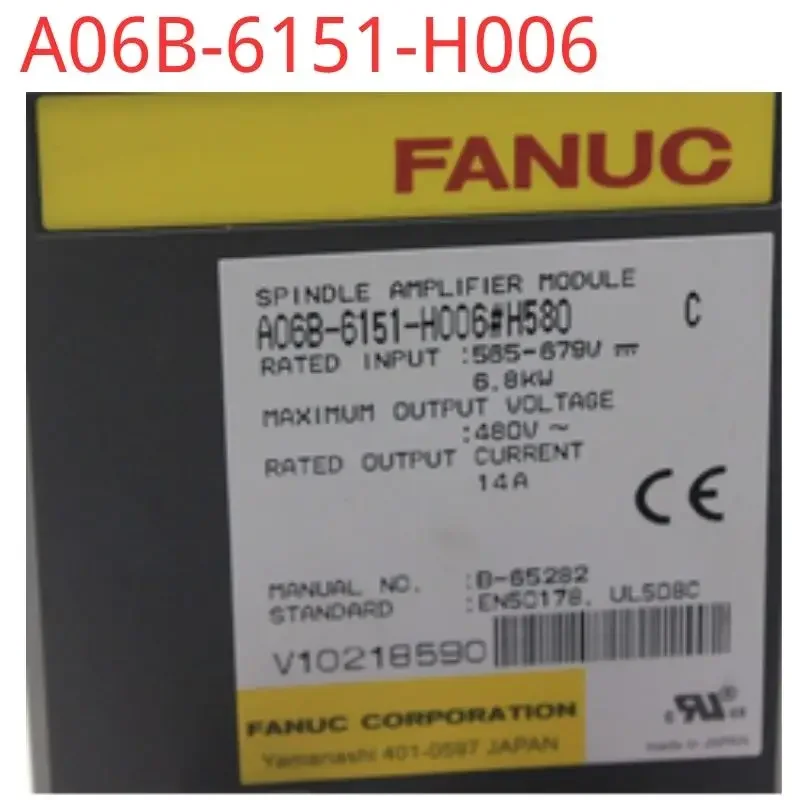 A06B-6151-H006
FANUC
SPINDLE AMPLIFIER MODULE
A06B-6151-H006#H580 C
RATED INPUT :565-679V ⎓
6.8KW
MAXIMUM OUTPUT VOLTAGE
:480V ~
RATED OUTPUT CURRENT
14A
CE
MANUAL NO. :B-65282
STANDARD :EN50178, UL508C
V10218590
FANUC CORPORATION
Yamanashi 401-0597 JAPAN
c RU us
made in JAPAN